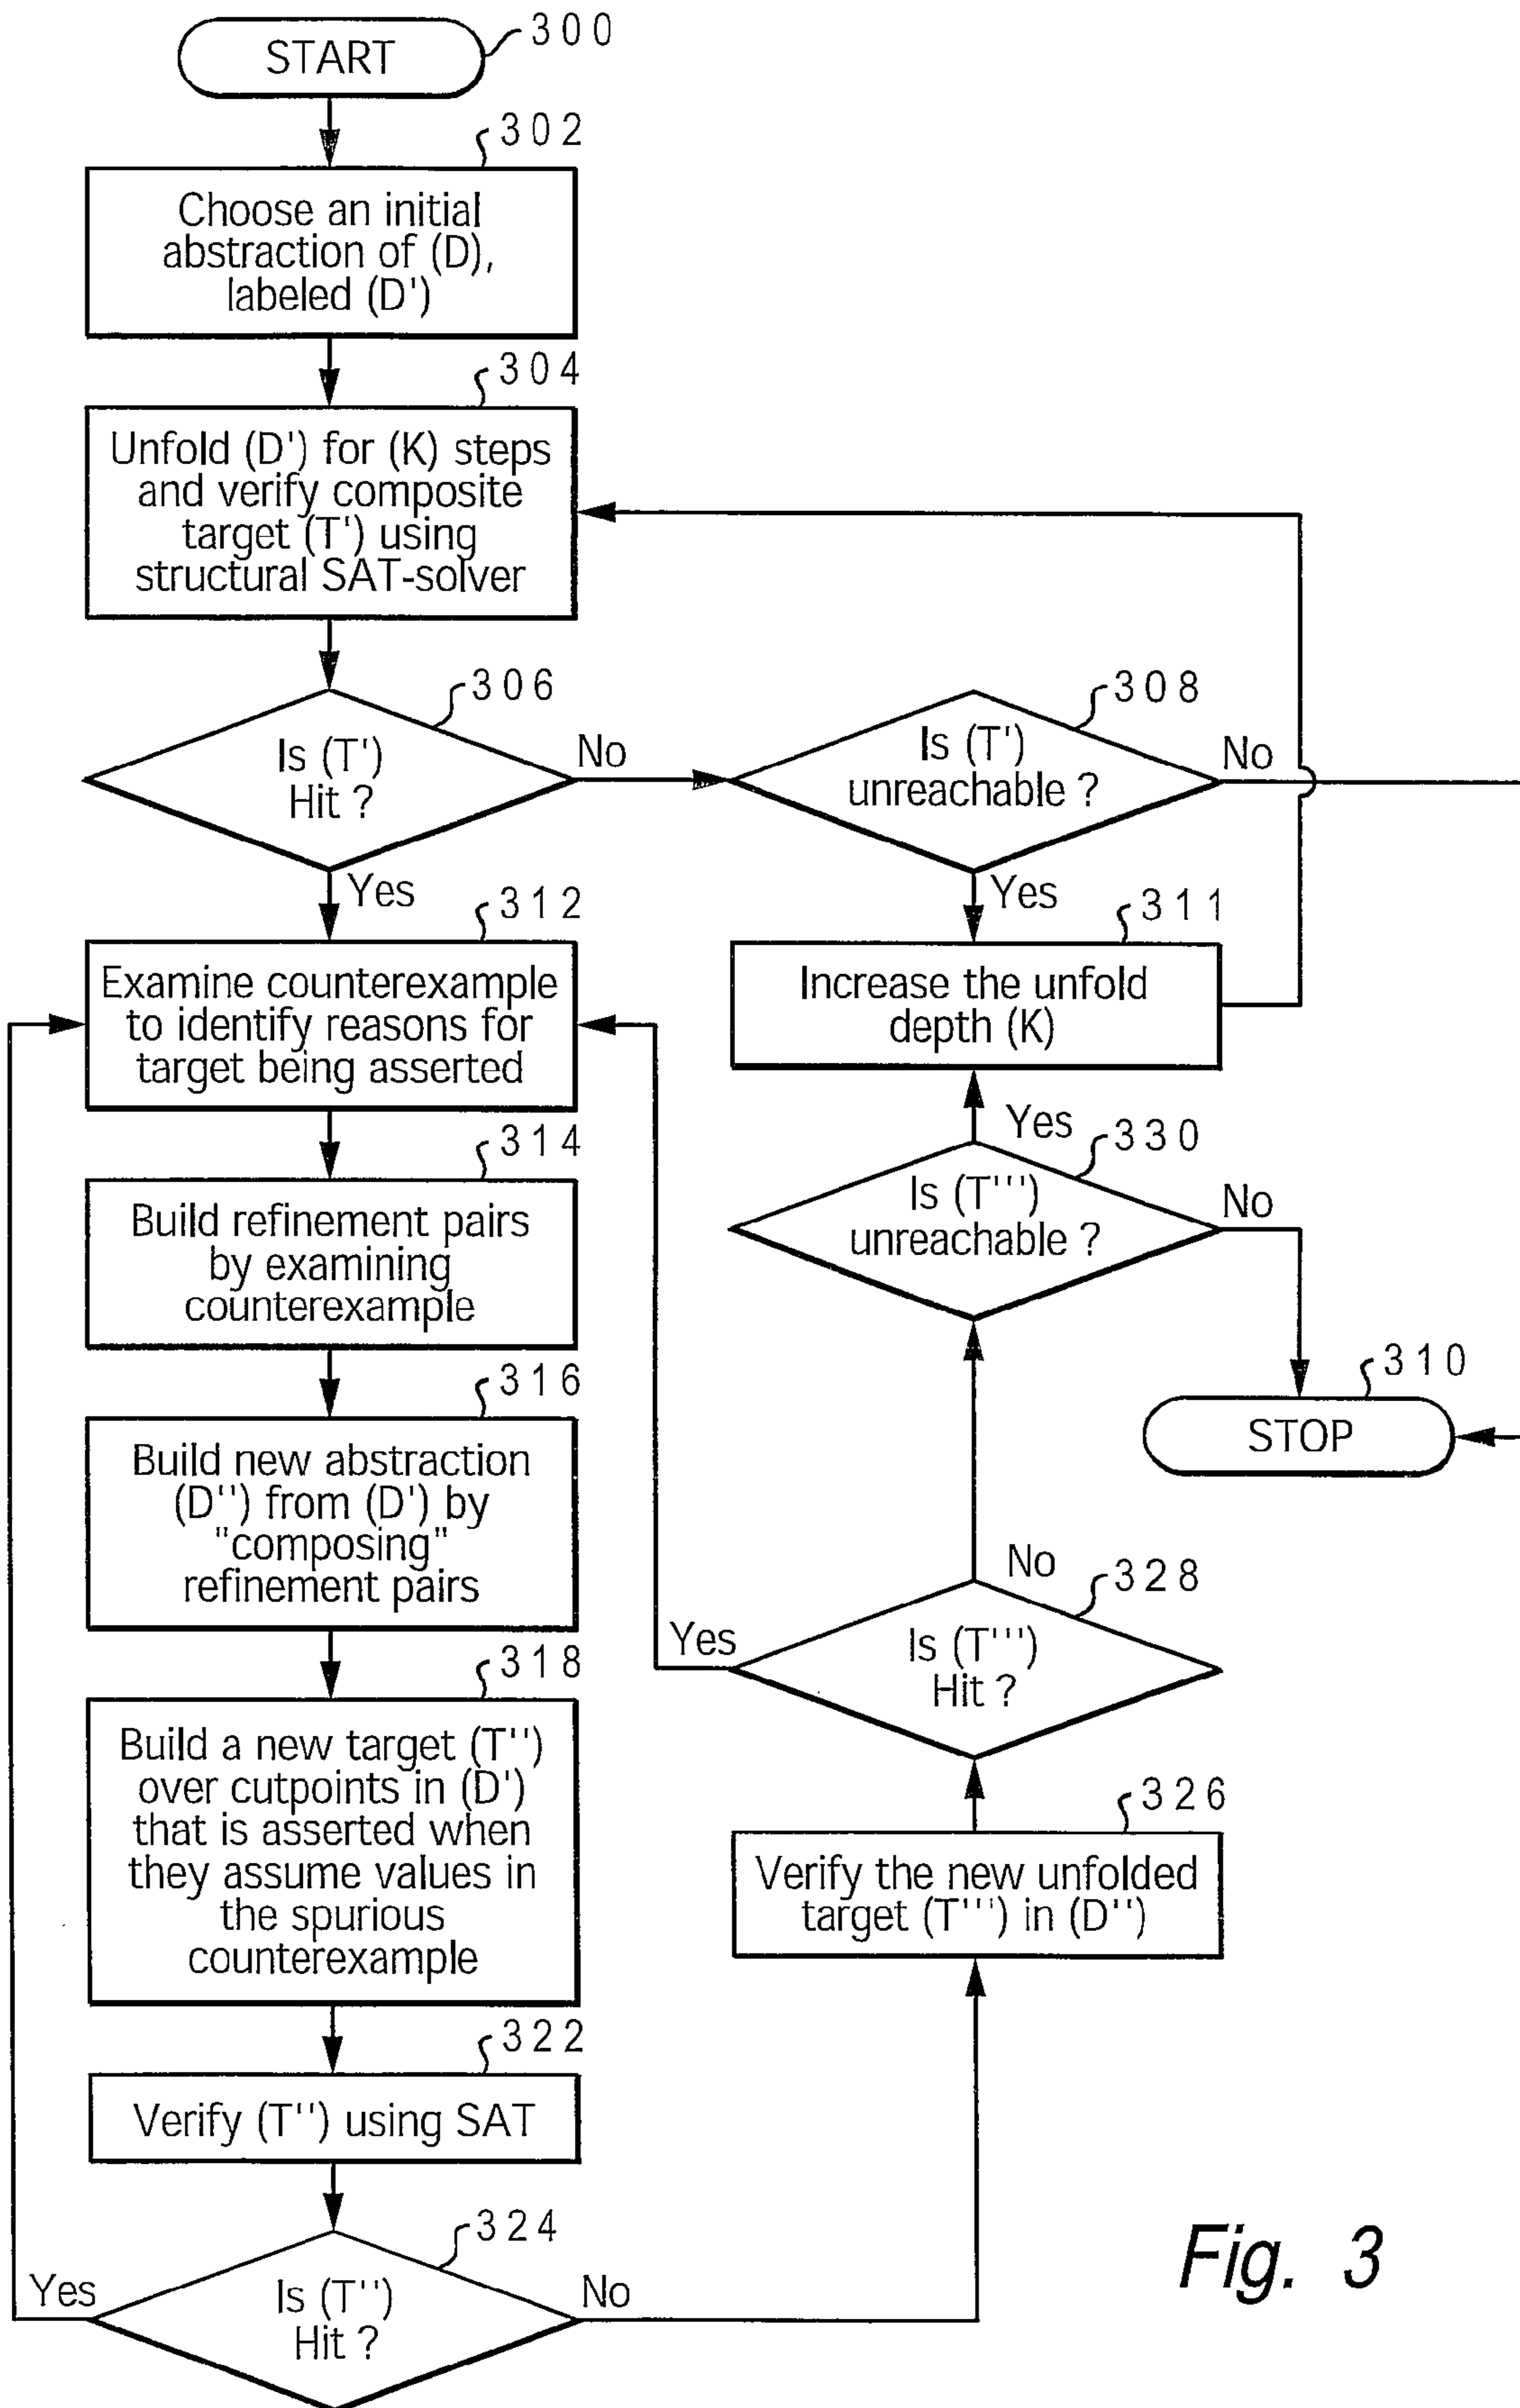 START
300
302
Choose an initial
abstraction of (D),
labeled (D')
304
Unfold (D') for (K) steps
and verify composite
target (T') using
structural SAT-solver
306
Is (T')
Hit ?
No
Yes
308
Is (T')
unreachable ?
No
Yes
311
Increase the unfold
depth (K)
312
Examine counterexample
to identify reasons for
target being asserted
314
Build refinement pairs
by examining
counterexample
316
Build new abstraction
(D'') from (D') by
"composing"
refinement pairs
318
Build a new target (T'')
over cutpoints in (D')
that is asserted when
they assume values in
the spurious
counterexample
322
Verify (T'') using SAT
324
Is (T'')
Hit ?
Yes
No
326
Verify the new unfolded
target (T''') in (D'')
328
Is (T''')
Hit ?
Yes
No
330
Is (T''')
unreachable ?
Yes
No
310
STOP
Fig. 3